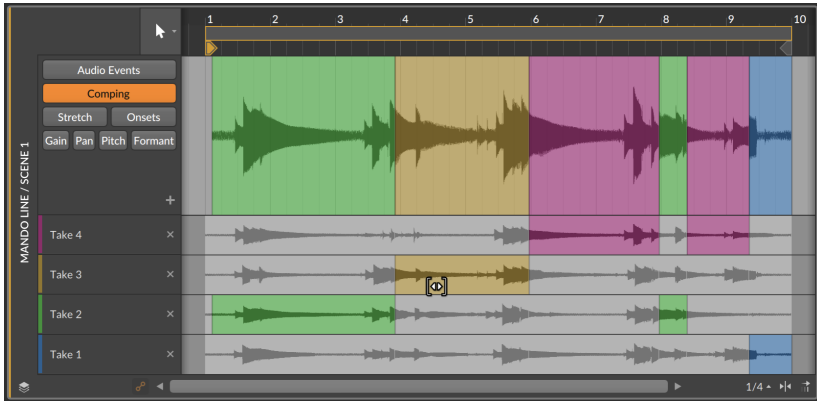 1 2 3 4 5 6 7 8 9 10
Audio Events
Comping
Stretch Onsets
Gain Pan Pitch Formant
MANDO LINE / SCENE 1
Take 4
Take 3
Take 2
Take 1
1/4